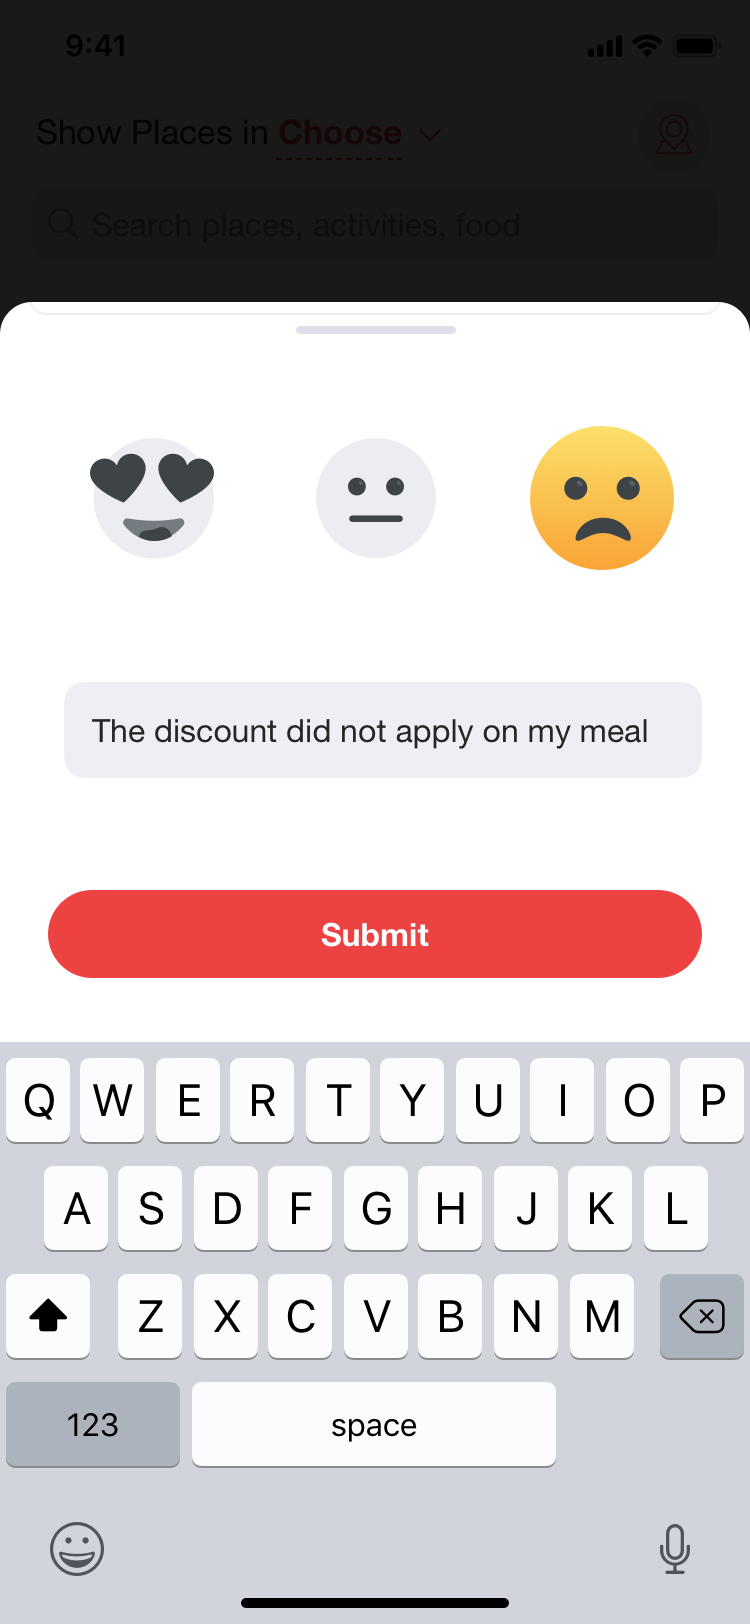 9:41
Show Places in Choose
Search places, activities, food
The discount did not apply on my meal
Submit
Q W E R T Y U I O P
A S D F G H J K L
Z X C V B N M
123 space